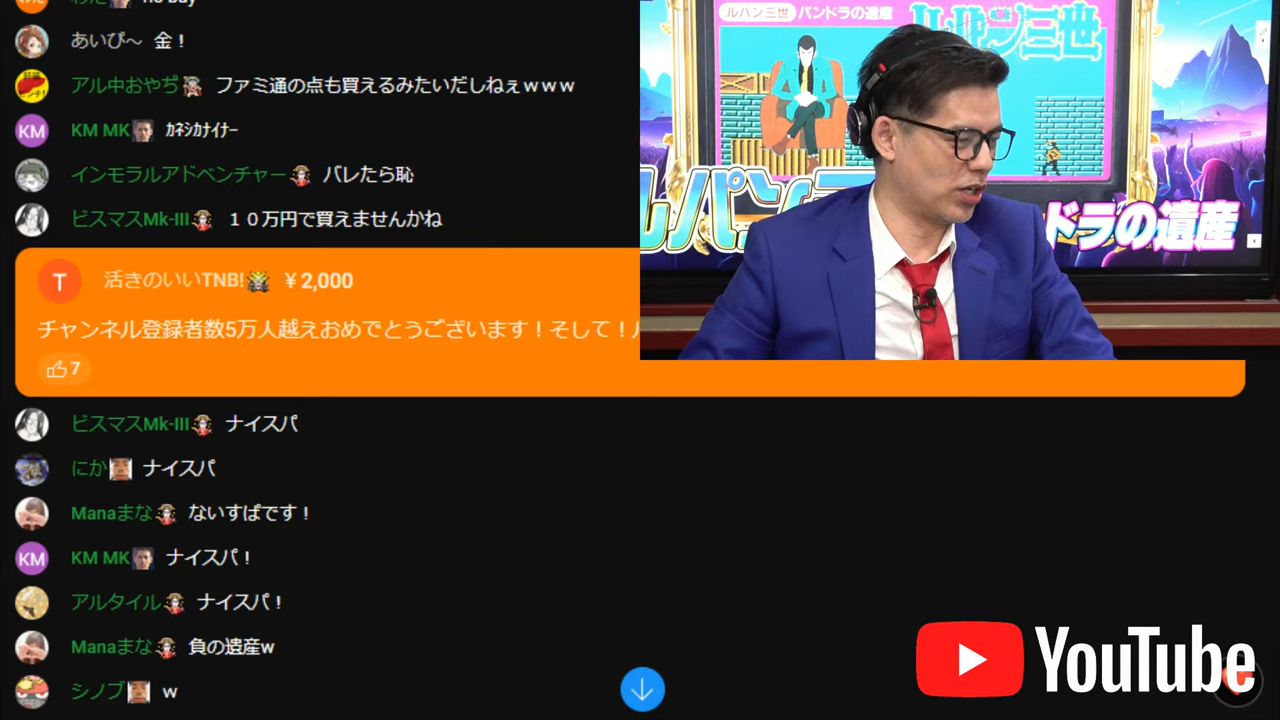 no buy
あいぴ〜 金！
アル中おやぢ ファミ通の点も買えるみたいだしねぇｗｗｗ
KM KM MK ｶﾈｼｶﾅｲﾅｰ
インモラルアドベンチャー バレたら恥
ビスマスMk-III １０万円で買えませんかね
T 活きのいいTNB! ￥2,000
チャンネル登録者数5万人越えおめでとうございます！そして！
7
ビスマスMk-III ナイスパ
にか ナイスパ
Manaまな ないすぱです！
KM KM MK ナイスパ！
アルタイル ナイスパ！
Manaまな 負の遺産w
シノブ w
ルパン三世 パンドラの遺産
ルパン三世
ルパン
ドラの遺産
YouTube